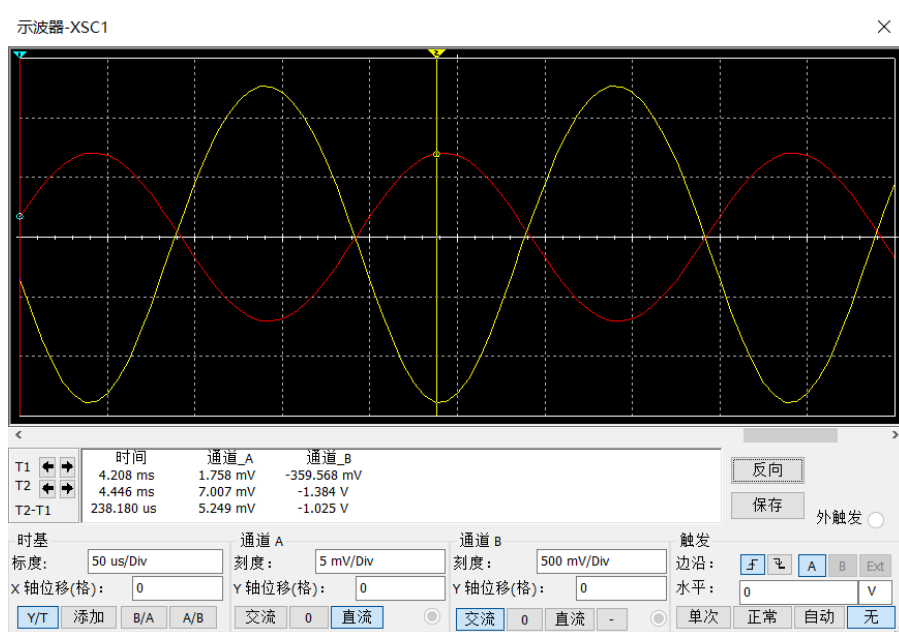 示波器-XSC1
1
2
时间 通道_A 通道_B
T1 4.208 ms 1.758 mV -359.568 mV
T2 4.446 ms 7.007 mV -1.384 V
T2-T1 238.180 us 5.249 mV -1.025 V
反向
保存
外触发
时基
标度: 50 us/Div
X 轴位移(格): 0
Y/T 添加 B/A A/B
通道 A
刻度: 5 mV/Div
Y 轴位移(格): 0
交流 0 直流
通道 B
刻度: 500 mV/Div
Y 轴位移(格): 0
交流 0 直流 -
触发
边沿: A B Ext
水平: 0 V
单次 正常 自动 无